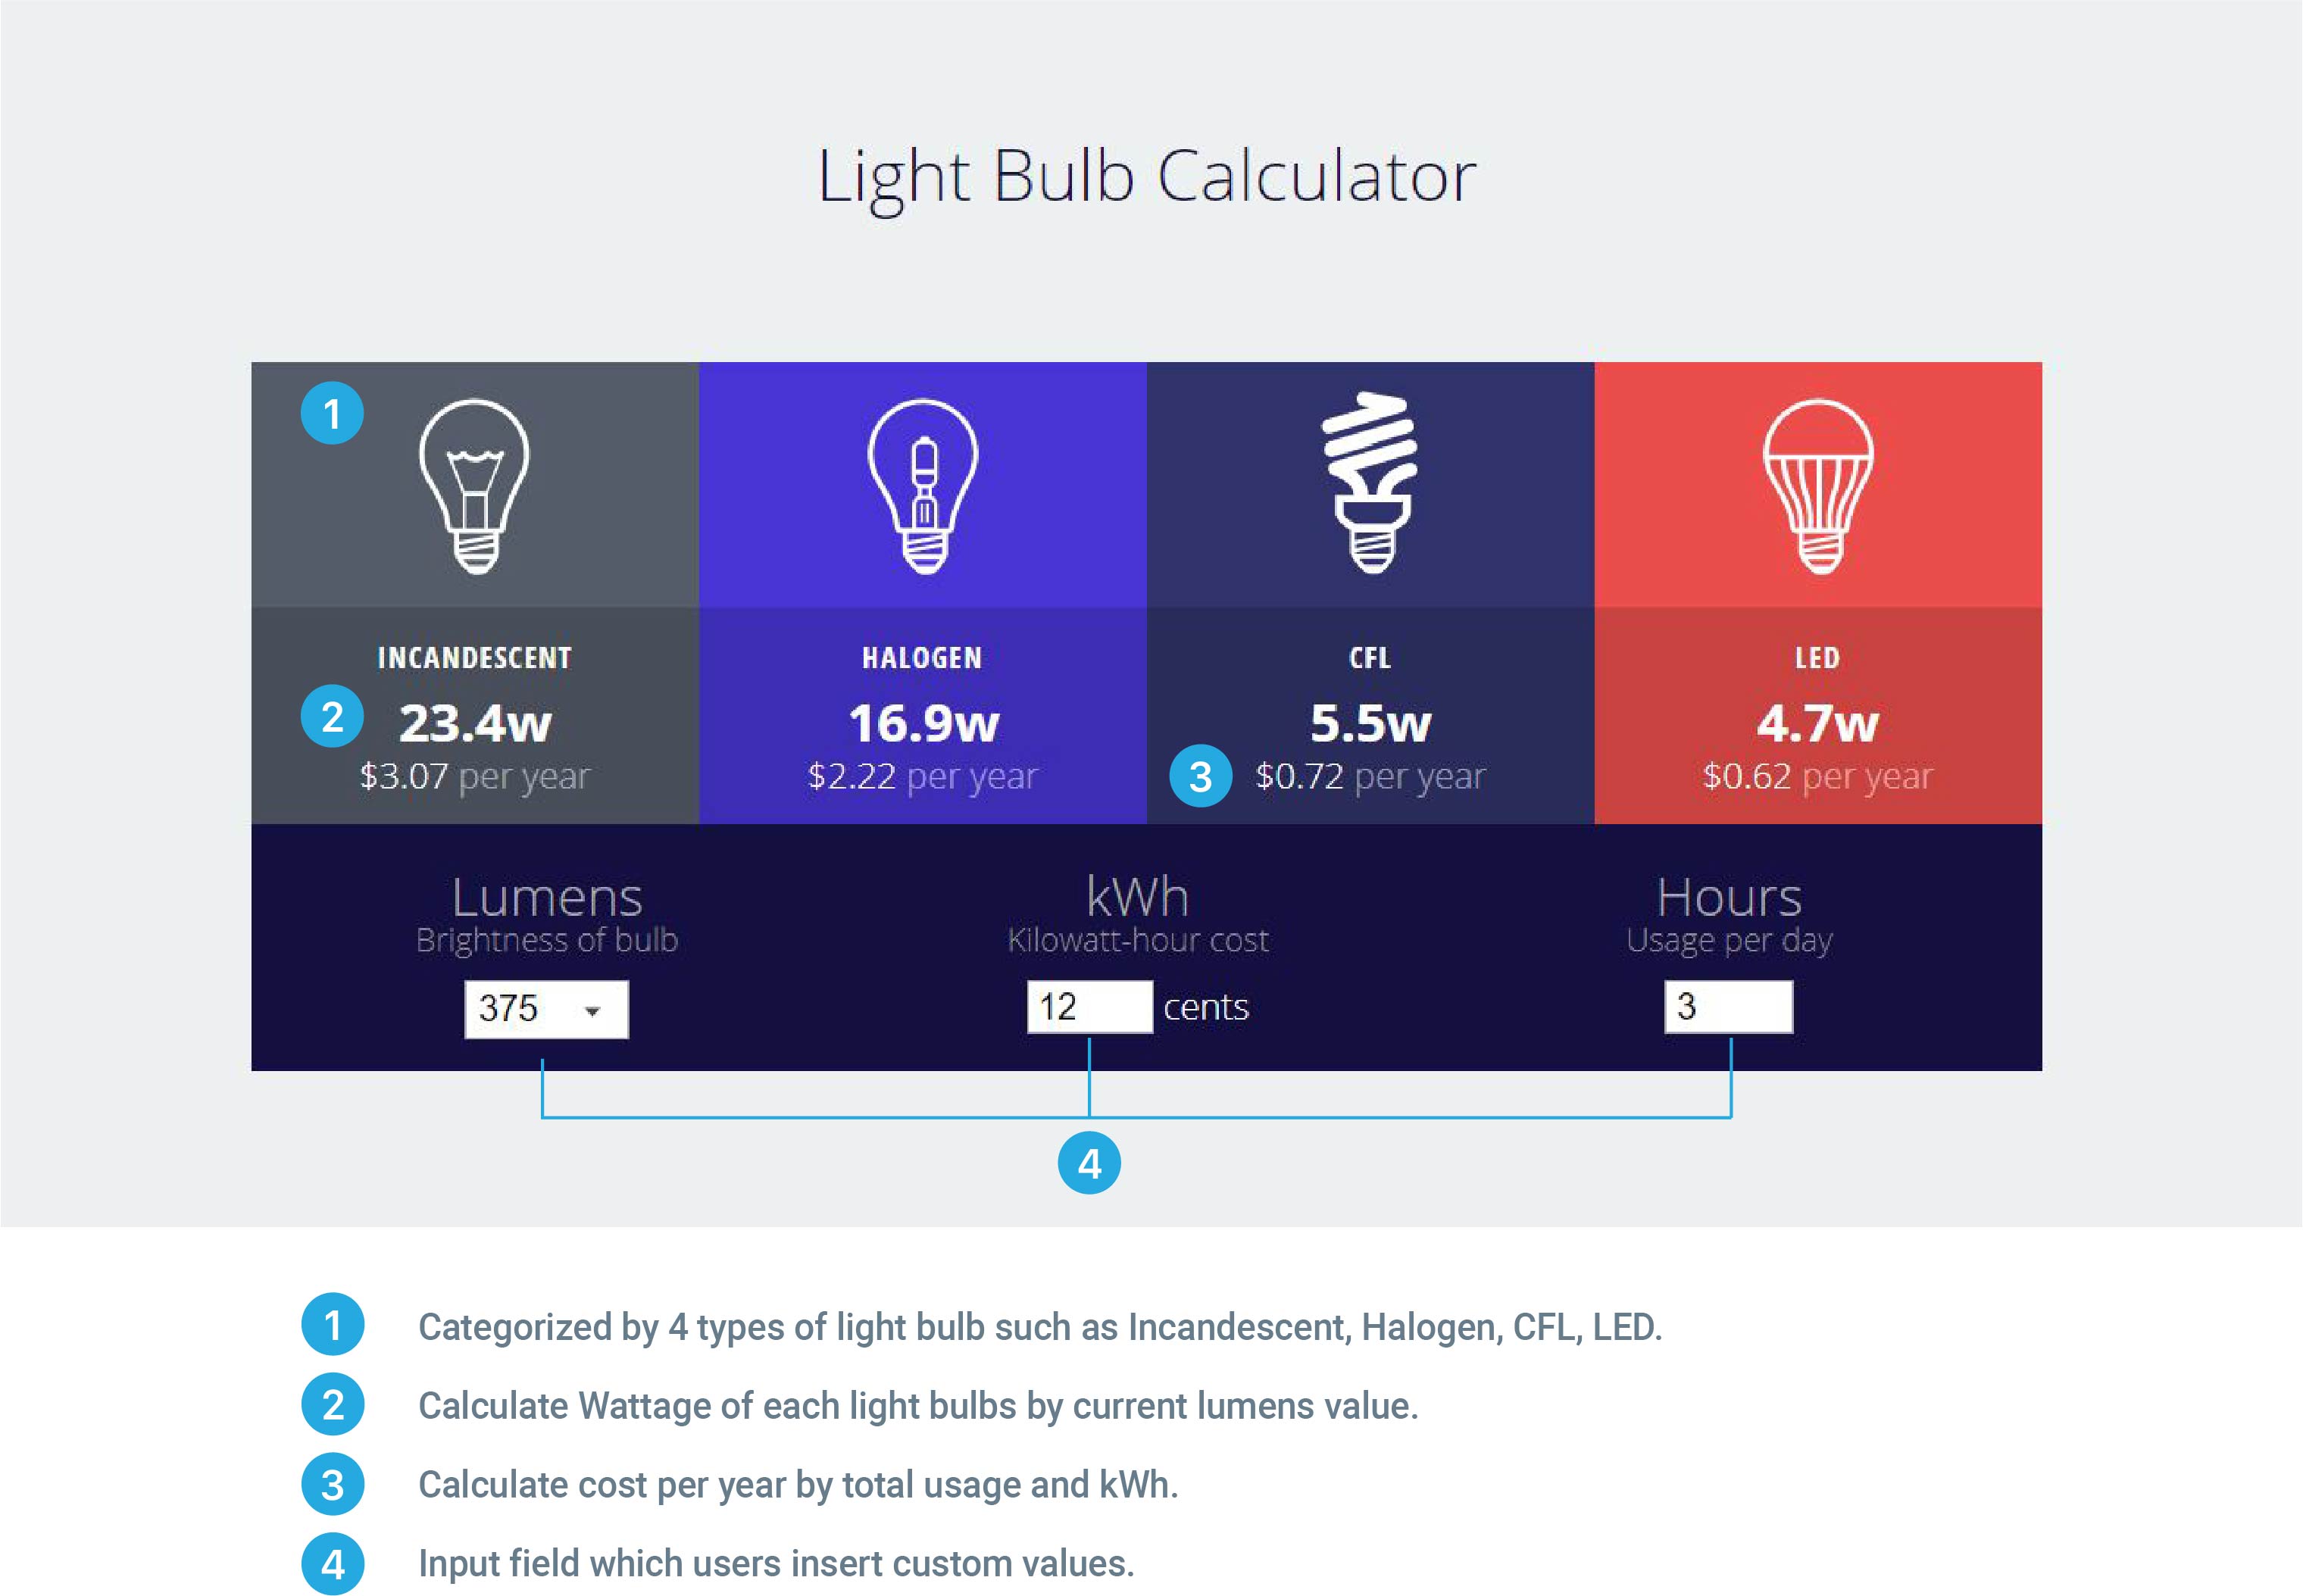 Light Bulb Calculator
1
INCANDESCENT
2
23.4w
$3.07 per year
HALOGEN
16.9w
$2.22 per year
CFL
5.5w
3
$0.72 per year
LED
4.7w
$0.62 per year
Lumens
Brightness of bulb
375
kWh
Kilowatt-hour cost
12 cents
Hours
Usage per day
3
4
1 Categorized by 4 types of light bulb such as Incandescent, Halogen, CFL, LED.
2 Calculate Wattage of each light bulbs by current lumens value.
3 Calculate cost per year by total usage and kWh.
4 Input field which users insert custom values.